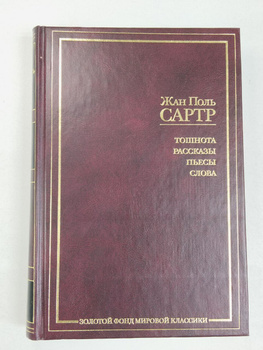 Жан Поль
САРТР
ТОШНОТА
РАССКАЗЫ
ПЬЕСЫ
СЛОВА
ЗОЛОТОЙ ФОНД МИРОВОЙ КЛАССИКИ